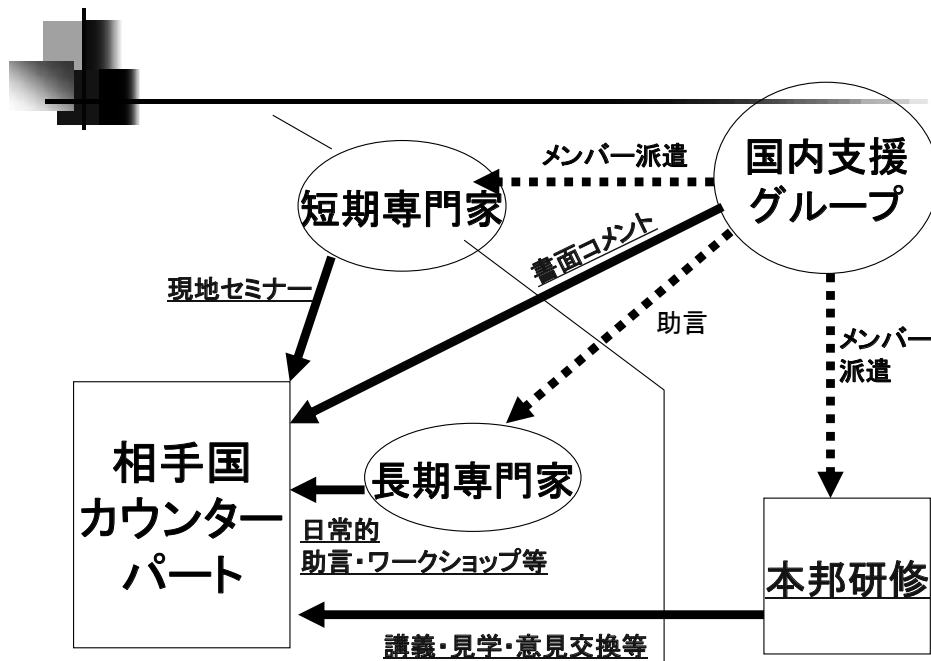 国内支援
グループ
メンバー派遣
短期専門家
書面コメント
現地セミナー
助言
メンバー
派遣
相手国
カウンター
パート
長期専門家
日常的
助言・ワークショップ等
本邦研修
講義・見学・意見交換等